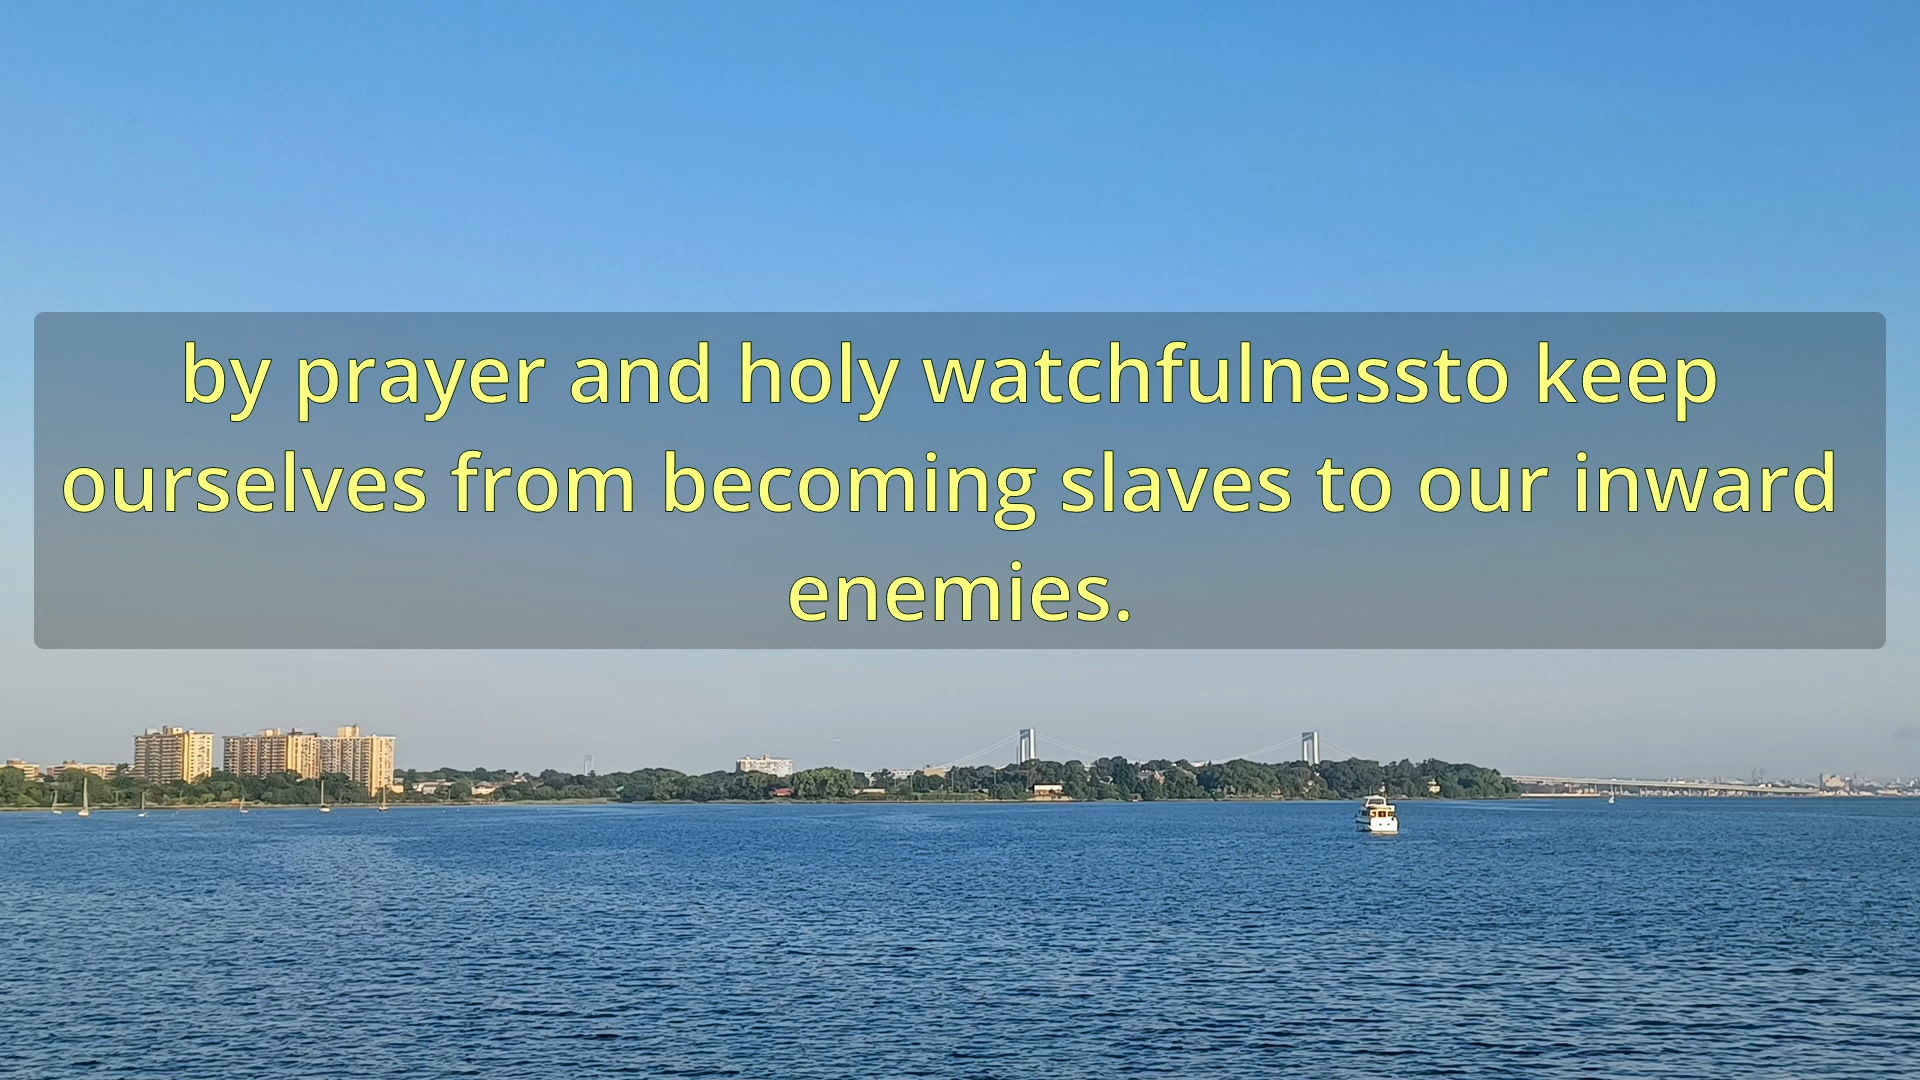 by prayer and holy watchfulnessto keep
ourselves from becoming slaves to our inward
enemies.